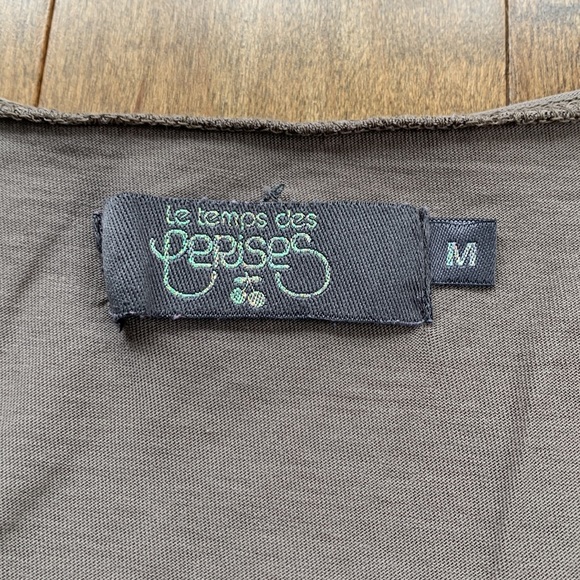 Le temps des
Cerises
M